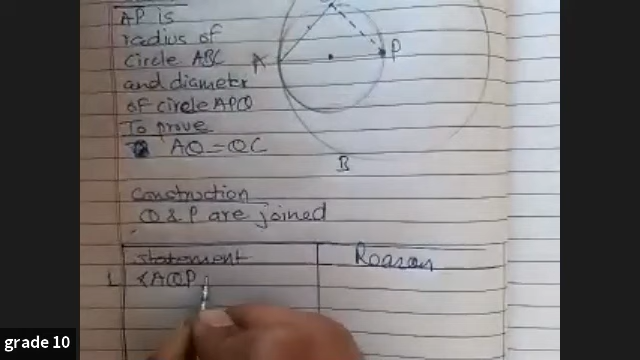 AP is
radius of
circle ABC
and diameter
of circle APQ
To prove
AQ = QC
A
P
B
Construction
Q & P are joined
Statement
Reason
1.
∢AQP
grade 10